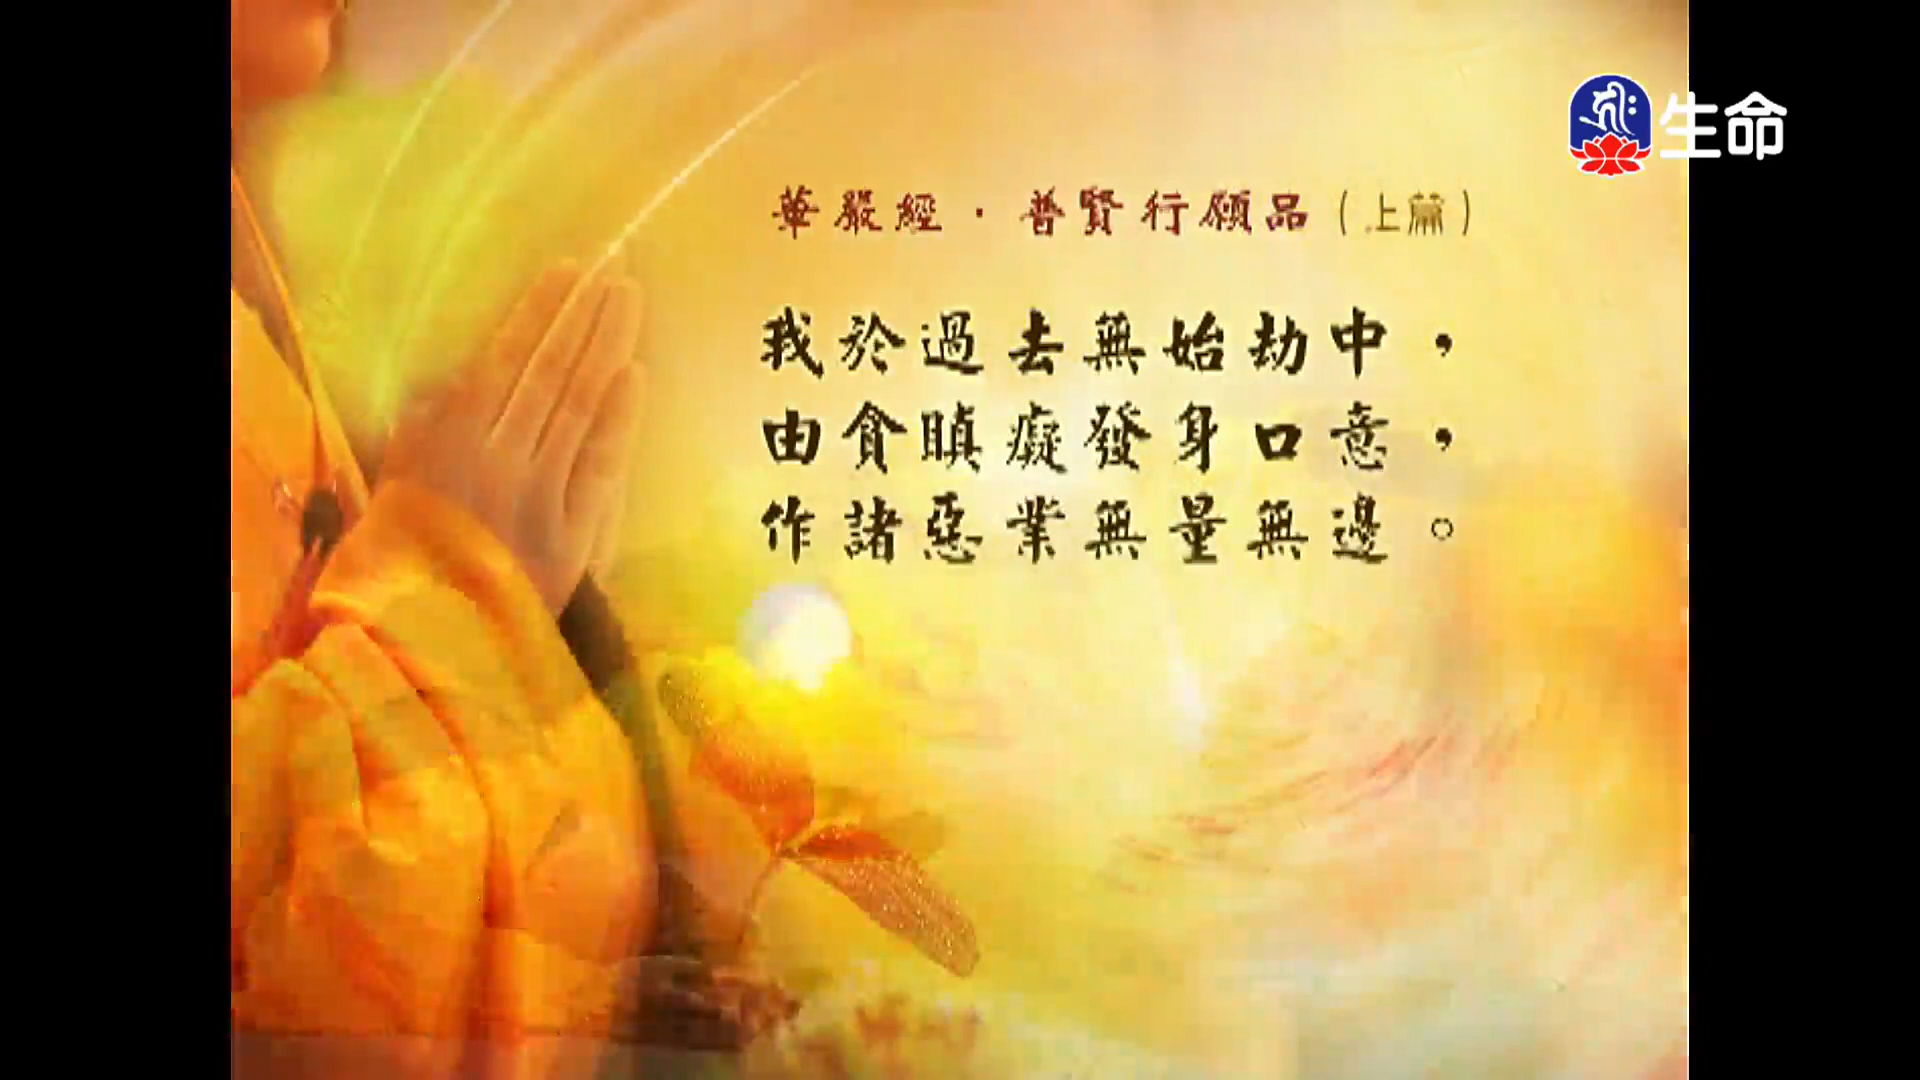 生命
華嚴經·普賢行願品(上篇)
我於過去無始劫中，
由貪瞋癡發身口意，
作諸惡業無量無邊。